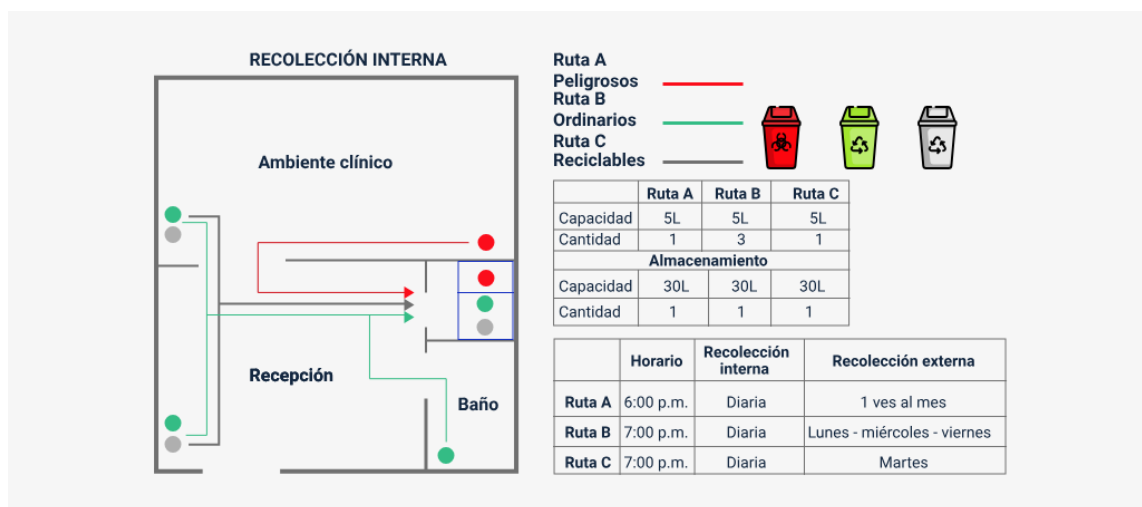 RECOLECCIÓN INTERNA
Ambiente clínico
Recepción
Baño
Ruta A
Peligrosos
Ruta B
Ordinarios
Ruta C
Reciclables
Ruta A Ruta B Ruta C
Capacidad 5L 5L 5L
Cantidad 1 3 1
Almacenamiento
Capacidad 30L 30L 30L
Cantidad 1 1 1
Horario Recolección interna Recolección externa
Ruta A 6:00 p.m. Diaria 1 ves al mes
Ruta B 7:00 p.m. Diaria Lunes - miércoles - viernes
Ruta C 7:00 p.m. Diaria Martes